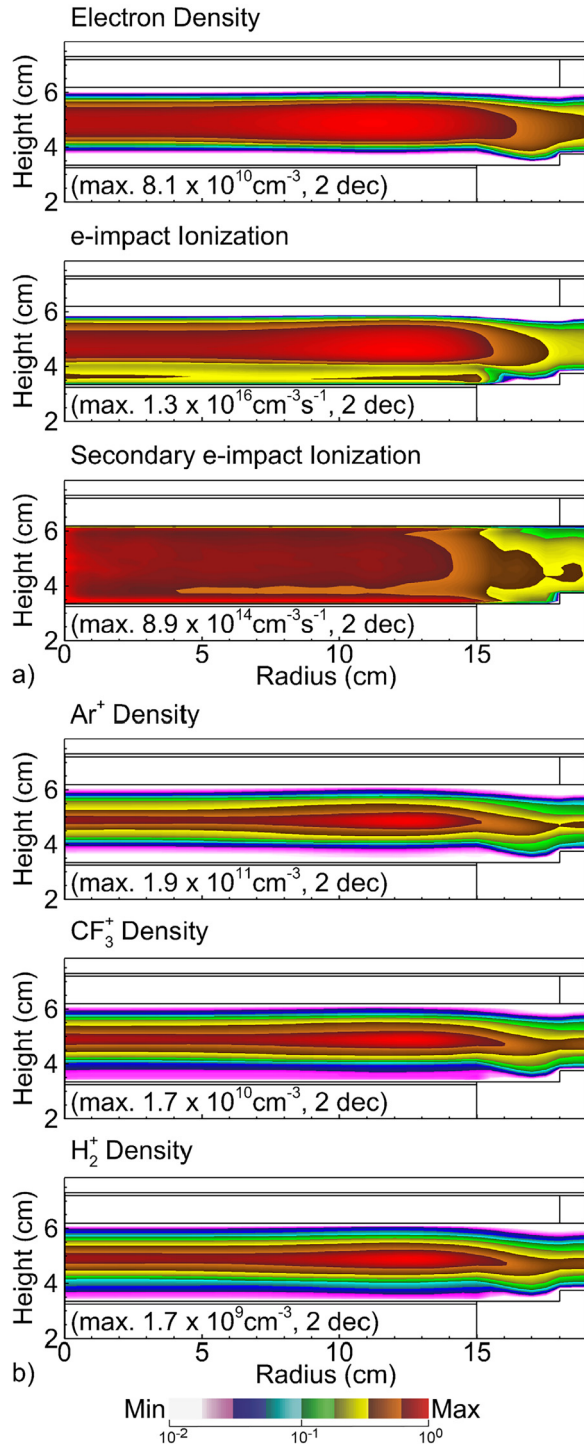 Electron Density
Height (cm)
6
4
2
(max. 8.1 x 10¹⁰cm⁻³, 2 dec)
e-impact Ionization
Height (cm)
6
4
2
(max. 1.3 x 10¹⁶cm⁻³s⁻¹, 2 dec)
Secondary e-impact Ionization
Height (cm)
6
4
2
(max. 8.9 x 10¹⁴cm⁻³s⁻¹, 2 dec)
0 5 10 15
a) Radius (cm)
Ar⁺ Density
Height (cm)
6
4
2
(max. 1.9 x 10¹¹cm⁻³, 2 dec)
CF₃⁺ Density
Height (cm)
6
4
2
(max. 1.7 x 10¹⁰cm⁻³, 2 dec)
H₂⁺ Density
Height (cm)
6
4
2
(max. 1.7 x 10⁹cm⁻³, 2 dec)
0 5 10 15
b) Radius (cm)
Min Max
10⁻² 10⁻¹ 10⁰